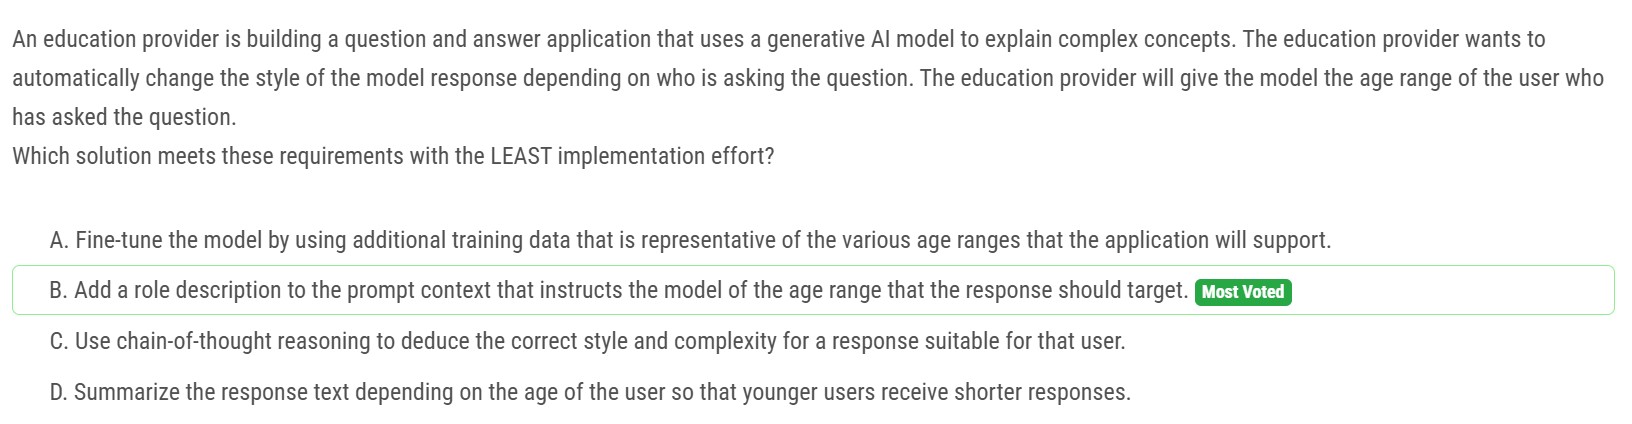 An education provider is building a question and answer application that uses a generative AI model to explain complex concepts. The education provider wants to
automatically change the style of the model response depending on who is asking the question. The education provider will give the model the age range of the user who
has asked the question.
Which solution meets these requirements with the LEAST implementation effort?
A. Fine-tune the model by using additional training data that is representative of the various age ranges that the application will support.
B. Add a role description to the prompt context that instructs the model of the age range that the response should target. Most Voted
C. Use chain-of-thought reasoning to deduce the correct style and complexity for a response suitable for that user.
D. Summarize the response text depending on the age of the user so that younger users receive shorter responses.